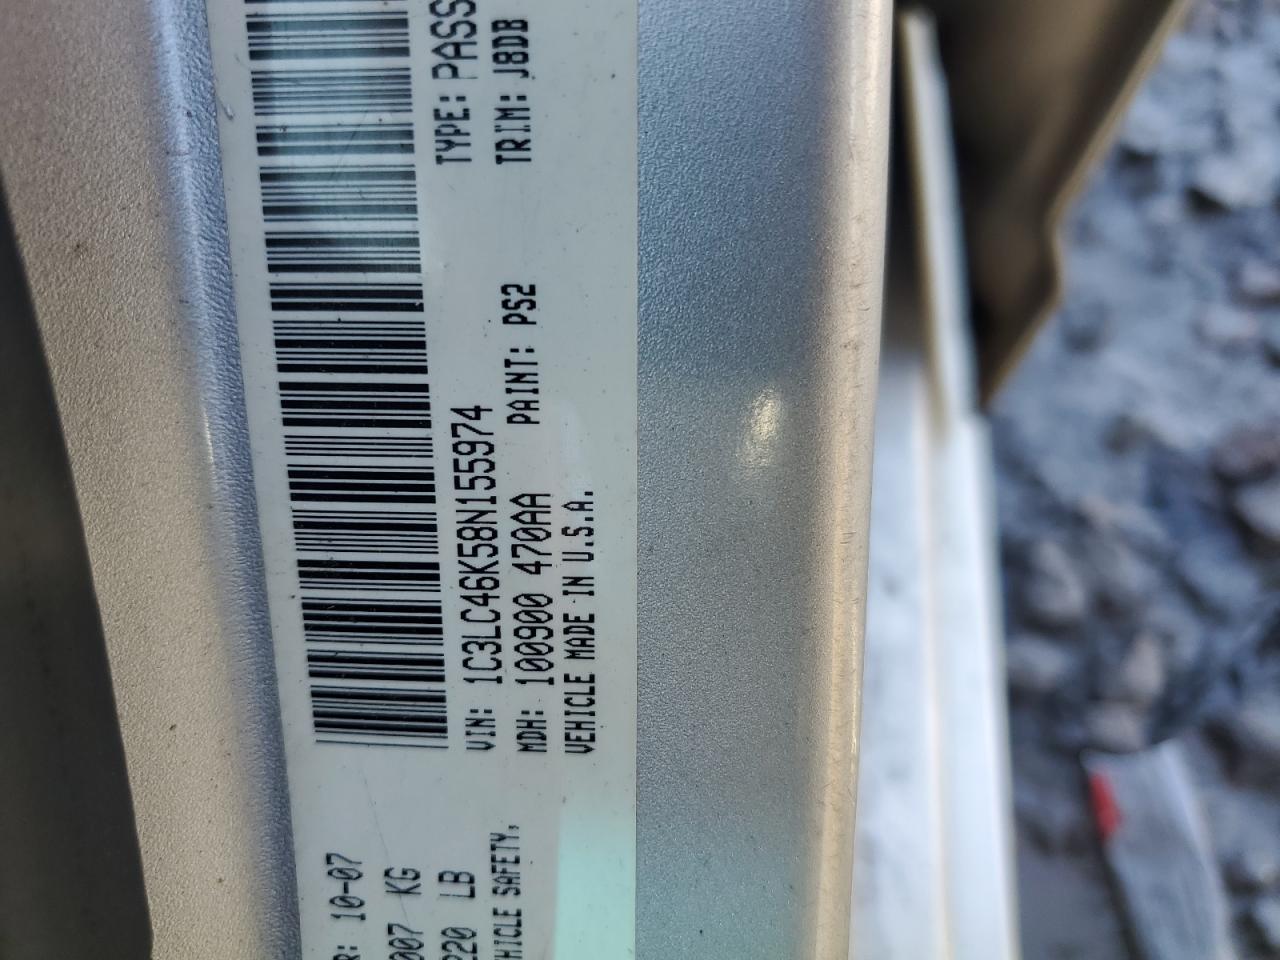 R: 10-07
007 KG
220 LB
HICLE SAFETY,
VIN: 1C3LC46K58N155974
TYPE: PASS
MDH: 100900 470AA
PAINT: PS2
TRIM: J8DB
VEHICLE MADE IN U.S.A.